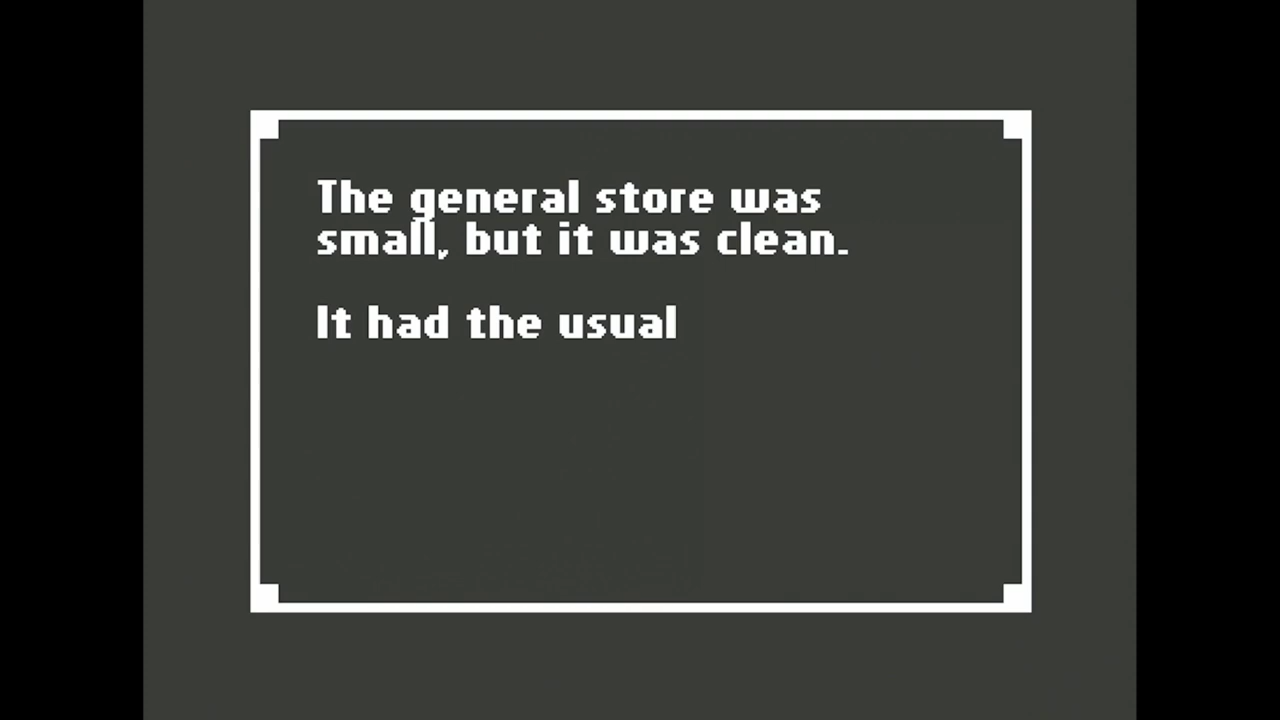 The general store was
small, but it was clean.
It had the usual